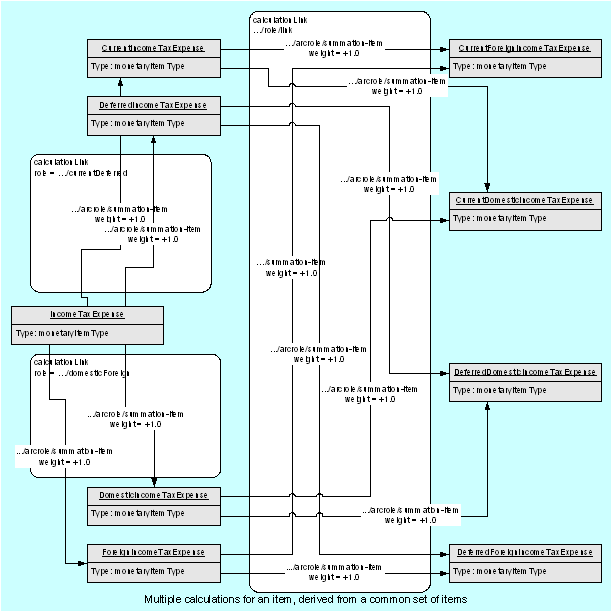 calculationLink
.../role/link
CurrentIncomeTaxExpense
Type: monetaryItemType
.../arcrole/summation-item
weight = +1.0
CurrentForeignIncomeTaxExpense
Type: monetaryItemType
.../arcrole/summation-item
weight = +1.0
DeferredIncomeTaxExpense
Type: monetaryItemType
calculationLink
role = .../currentDeferred
.../arcrole/summation-item
weight = +1.0
.../arcrole/summation-item
weight = +1.0
.../arcrole/summation-item
weight = +1.0
CurrentDomesticIncomeTaxExpense
Type: monetaryItemType
.../summation-item
weight = +1.0
IncomeTaxExpense
Type: monetaryItemType
.../arcrole/summation-item
weight = +1.0
calculationLink
role = .../domesticForeign
DeferredDomesticIncomeTaxExpense
Type: monetaryItemType
.../arcrole/summation-item
weight = +1.0
.../arcrole/summation-item
weight = +1.0
.../arcrole/summation-item
weight = +1.0
DomesticIncomeTaxExpense
Type: monetaryItemType
.../arcrole/summation-item
weight = +1.0
ForeignIncomeTaxExpense
Type: monetaryItemType
.../arcrole/summation-item
weight = +1.0
DeferredForeignIncomeTaxExpense
Type: monetaryItemType
Multiple calculations for an item, derived from a common set of items